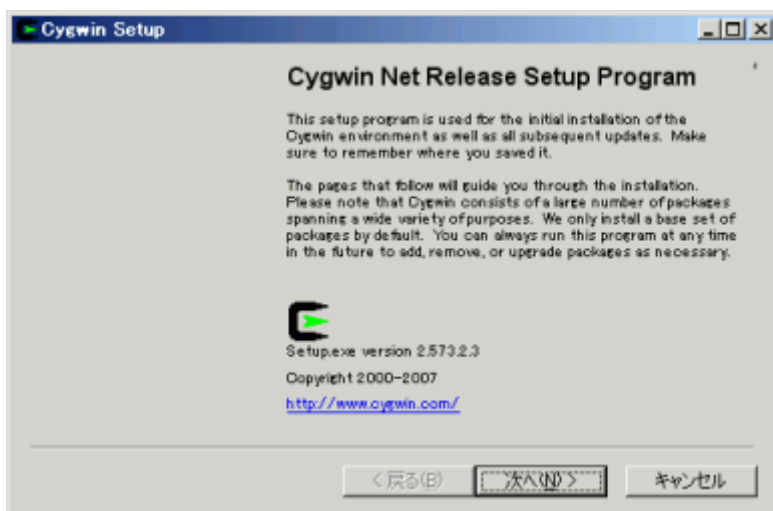 Cygwin Setup
Cygwin Net Release Setup Program
This setup program is used for the initial installation of the
Cygwin environment as well as all subsequent updates. Make
sure to remember where you saved it.
The pages that follow will guide you through the installation.
Please note that Cygwin consists of a large number of packages
spanning a wide variety of purposes. We only install a base set of
packages by default. You can always run this program at any time
in the future to add, remove, or upgrade packages as necessary.
Setup.exe version 2.573.2.3
Copyright 2000-2007
http://www.cygwin.com/
< 戻る(B)
次へ(N) >
キャンセル